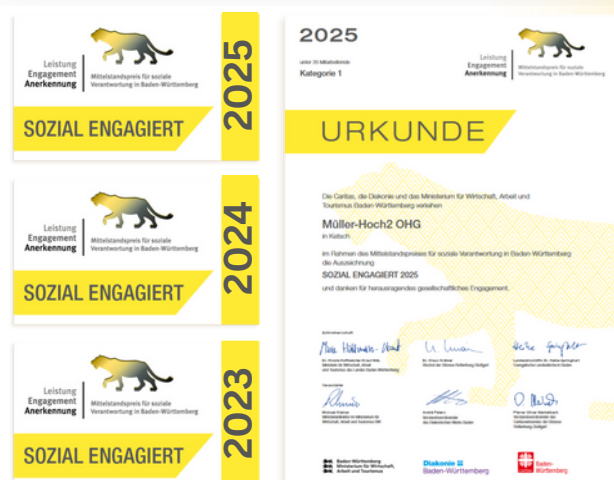 Leistung
Engagement
Anerkennung
Mittelstandspreis für soziale
Verantwortung in Baden-Württemberg
SOZIAL ENGAGIERT
2025
Leistung
Engagement
Anerkennung
Mittelstandspreis für soziale
Verantwortung in Baden-Württemberg
SOZIAL ENGAGIERT
2024
Leistung
Engagement
Anerkennung
Mittelstandspreis für soziale
Verantwortung in Baden-Württemberg
SOZIAL ENGAGIERT
2023
2025
Kategorie 1
Leistung
Engagement
Anerkennung
Mittelstandspreis für soziale
Verantwortung in Baden-Württemberg
URKUNDE
Die Caritas, die Diakonie und das Ministerium für Wirtschaft, Arbeit und
Tourismus Baden-Württemberg verleihen
Müller-Hoch2 OHG
in Ketsch
im Rahmen des Mittelstandspreises für soziale Verantwortung in Baden-Württemberg
die Auszeichnung
SOZIAL ENGAGIERT 2025
und danken für herausragendes gesellschaftliches Engagement.
Baden-Württemberg
Ministerium für Wirtschaft,
Arbeit und Tourismus
Diakonie
Baden-Württemberg
Baden-
Württemberg